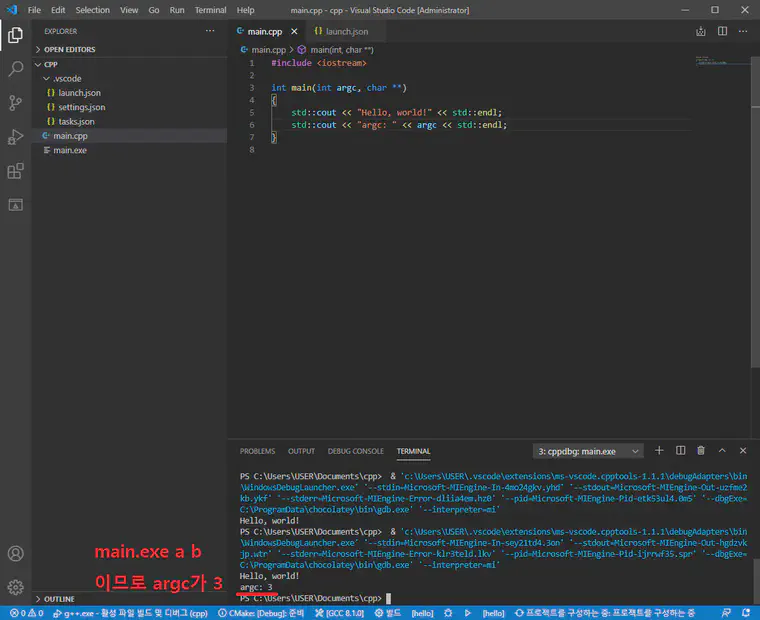 File Edit Selection View Go Run Terminal Help main.cpp - cpp - Visual Studio Code [Administrator]
EXPLORER
OPEN EDITORS
CPP
.vscode
launch.json
settings.json
tasks.json
main.cpp
main.exe
OUTLINE
main.cpp launch.json
main.cpp > main(int, char **)
1 #include <iostream>
2
3 int main(int argc, char **)
4 {
5 std::cout << "Hello, world!" << std::endl;
6 std::cout << "argc: " << argc << std::endl;
7 }
8
PROBLEMS OUTPUT DEBUG CONSOLE TERMINAL 3: cppdbg: main.exe
PS C:\Users\USER\Documents\cpp> & 'c:\Users\USER\.vscode\extensions\ms-vscode.cpptools-1.1.1\debugAdapters\bin
\WindowsDebugLauncher.exe' '--stdin=Microsoft-MIEngine-In-4mo24gkv.yhd' '--stdout=Microsoft-MIEngine-Out-uzfme2
kb.ykf' '--stderr=Microsoft-MIEngine-Error-dlila4em.hz0' '--pid=Microsoft-MIEngine-Pid-etk53ul4.0m5' '--dbgExe=
C:\ProgramData\chocolatey\bin\gdb.exe' '--interpreter=mi'
Hello, world!
PS C:\Users\USER\Documents\cpp> & 'c:\Users\USER\.vscode\extensions\ms-vscode.cpptools-1.1.1\debugAdapters\bin
\WindowsDebugLauncher.exe' '--stdin=Microsoft-MIEngine-In-sey21td4.3on' '--stdout=Microsoft-MIEngine-Out-hgdzvk
jp.wtr' '--stderr=Microsoft-MIEngine-Error-klr3teld.lkv' '--pid=Microsoft-MIEngine-Pid-ijrrwf35.spr' '--dbgExe=
C:\ProgramData\chocolatey\bin\gdb.exe' '--interpreter=mi'
Hello, world!
argc: 3
PS C:\Users\USER\Documents\cpp>
main.exe a b
이므로 argc가 3
0 0 g++.exe - 활성 파일 빌드 및 디버그 (cpp) CMake: [Debug]: 준비 [GCC 8.1.0] 빌드 [hello] [hello] 프로젝트를 구성하는 중: 프로젝트를 구성하는 중